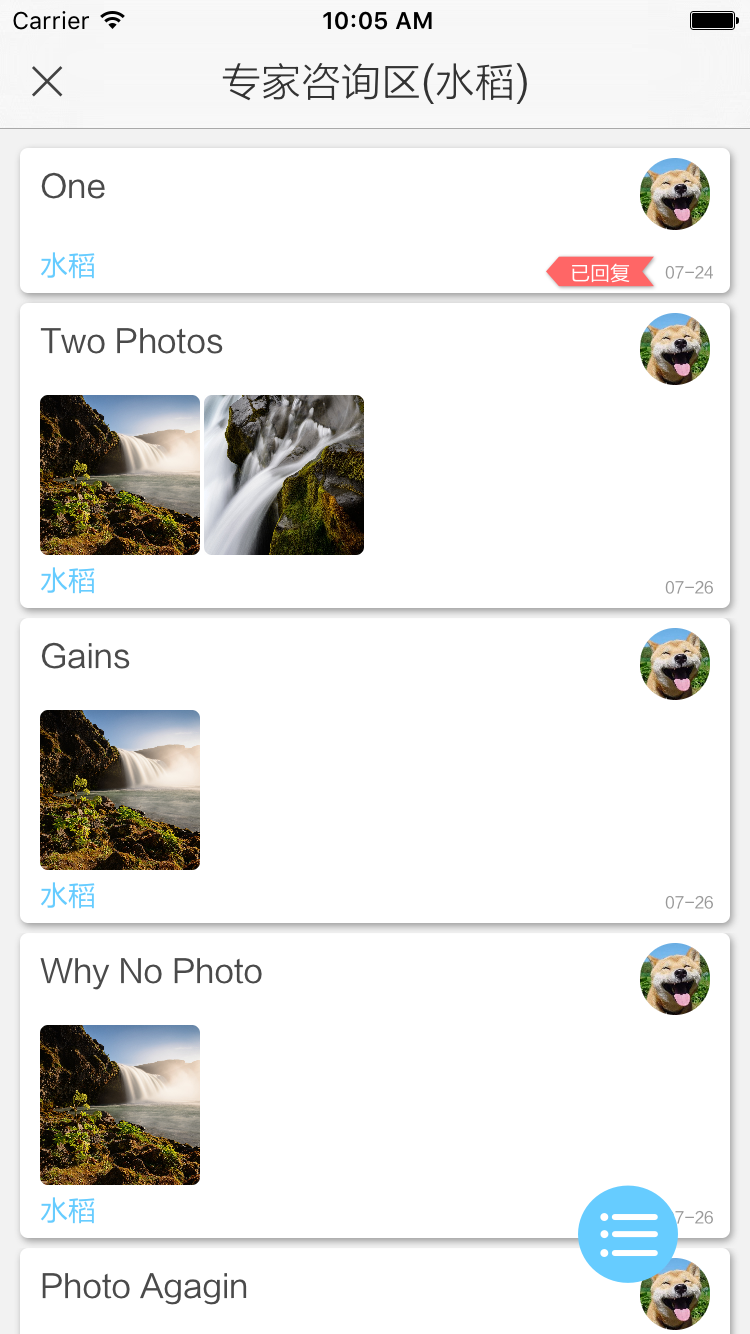 Carrier 10:05 AM
专家咨询区(水稻)
One
水稻 已回复 07-24
Two Photos
水稻 07-26
Gains
水稻 07-26
Why No Photo
水稻 7-26
Photo Agagin